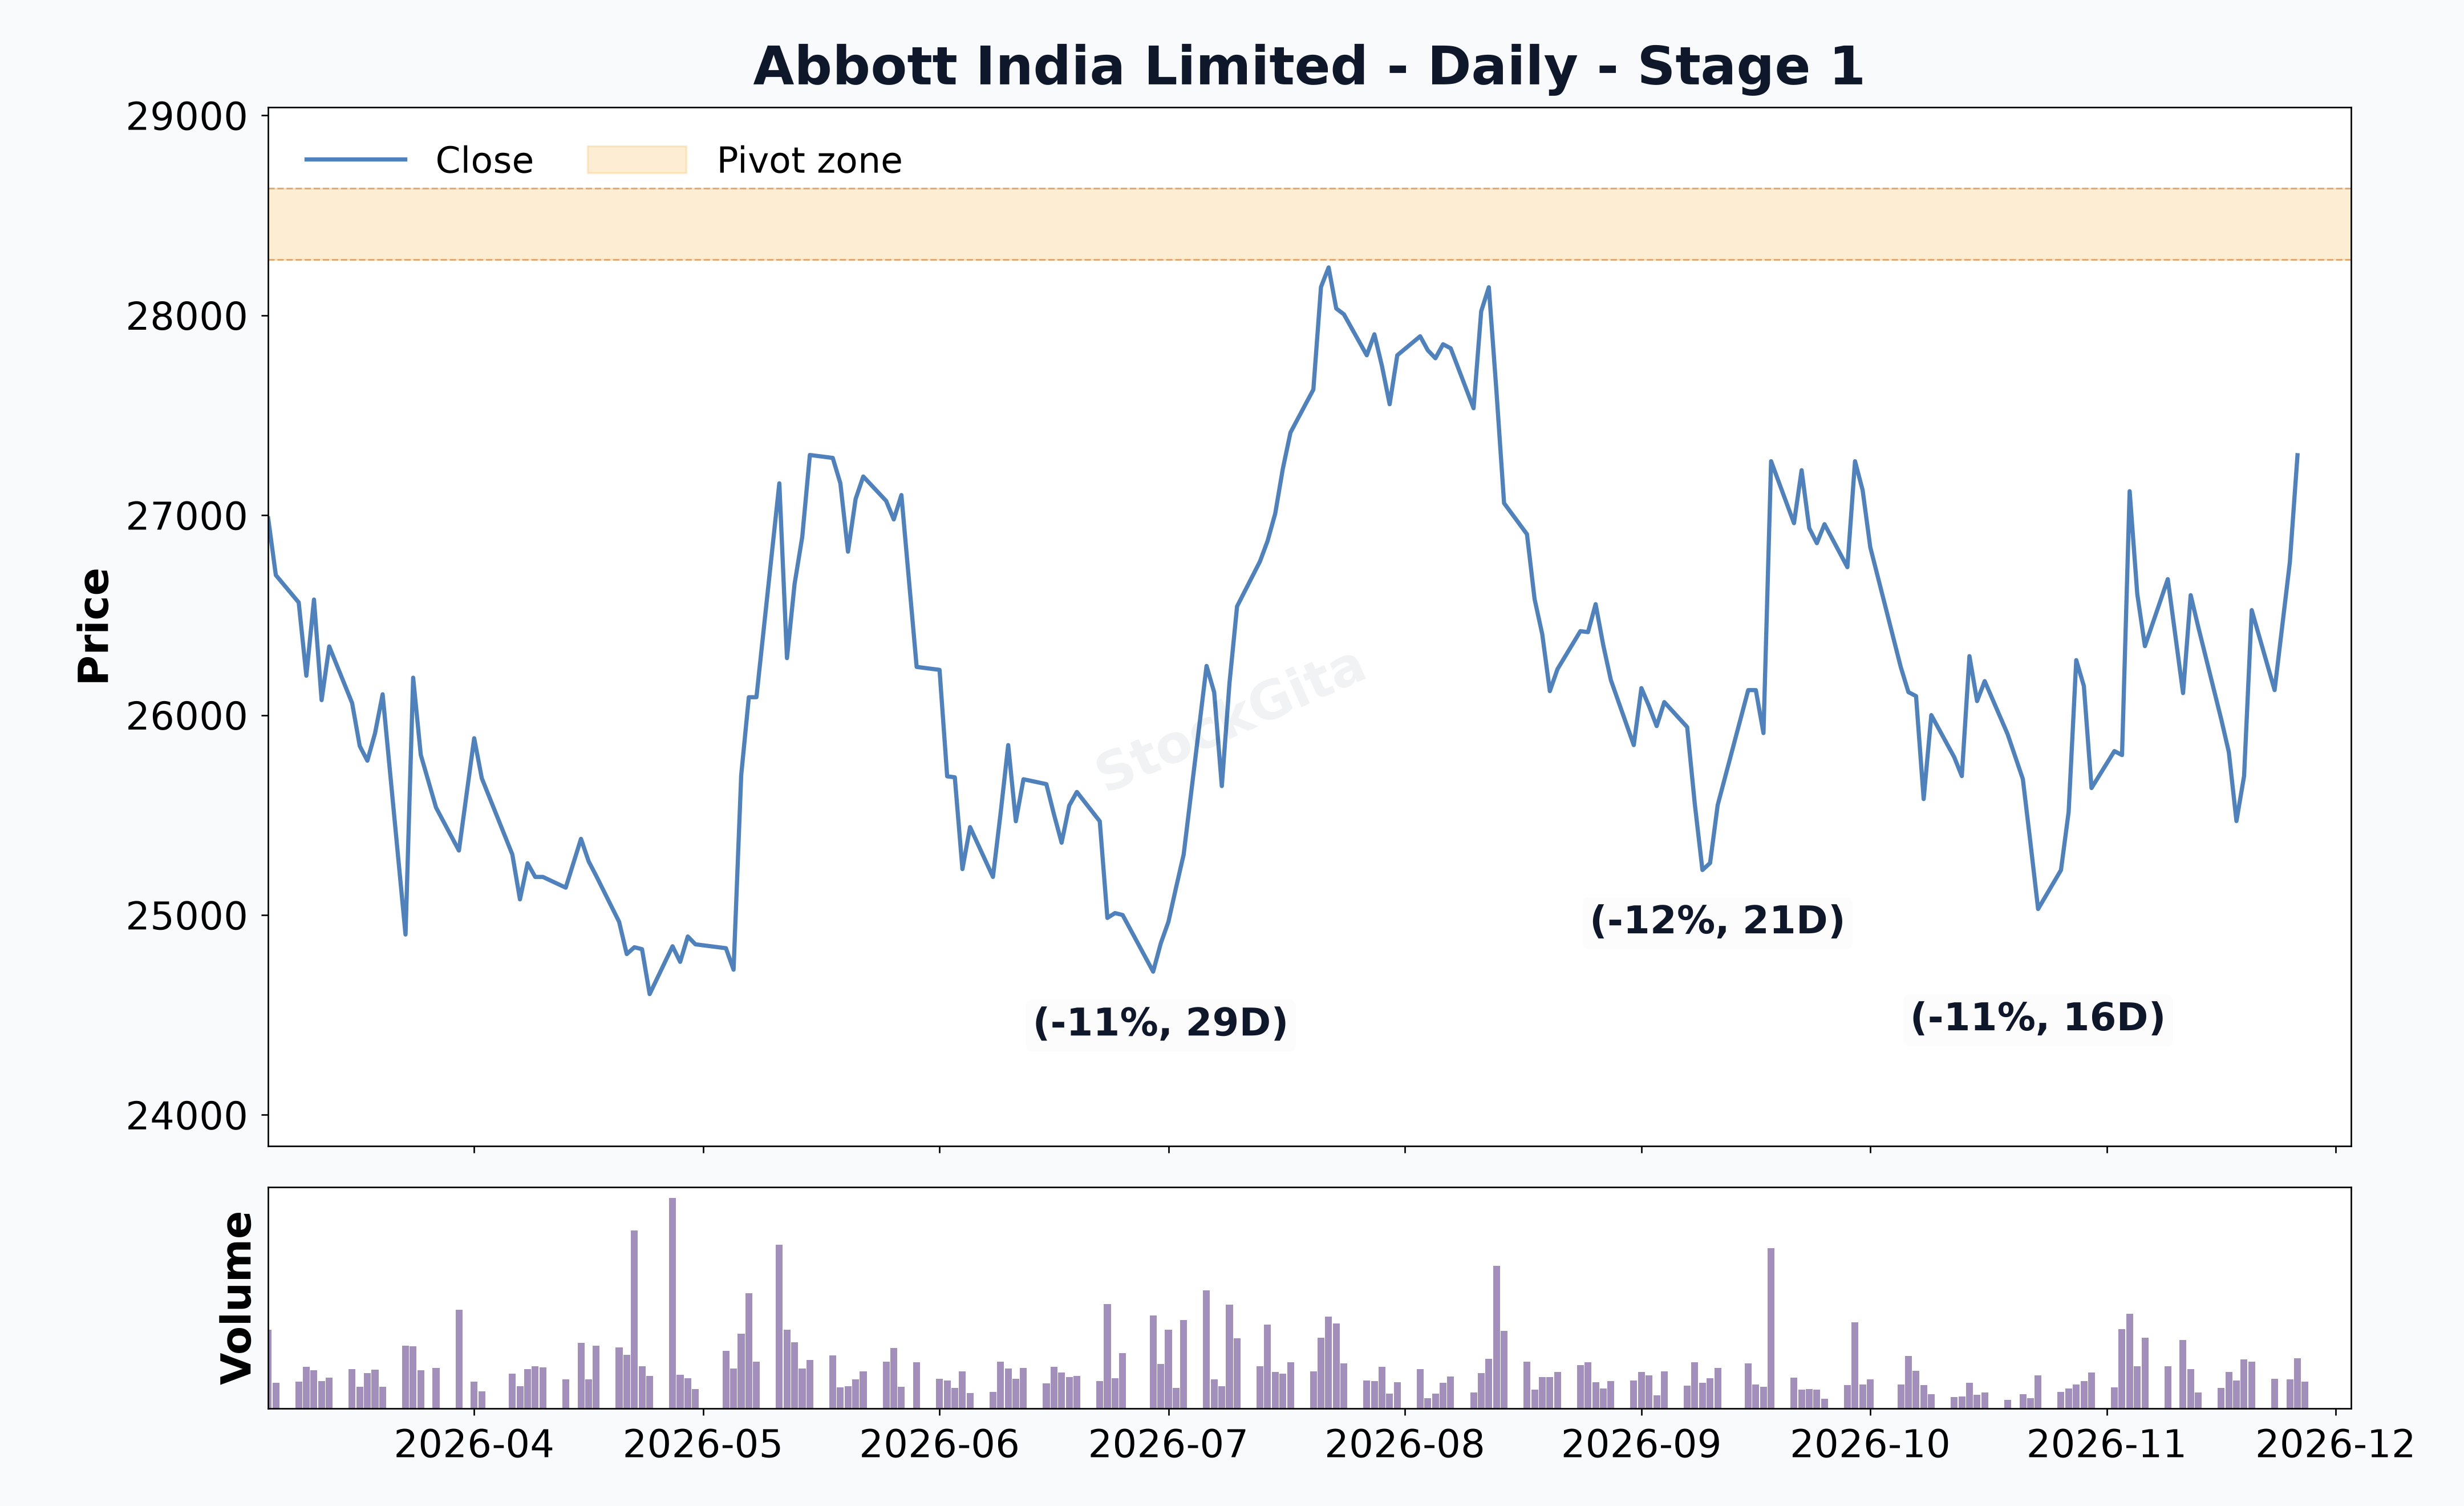 Abbott India Limited - Daily - Stage 1
29000
Close
Pivot zone
28000
27000
26000
25000
24000
Price
StockGita
(-11%, 29D)
(-12%, 21D)
(-11%, 16D)
Volume
2026-04
2026-05
2026-06
2026-07
2026-08
2026-09
2026-10
2026-11
2026-12